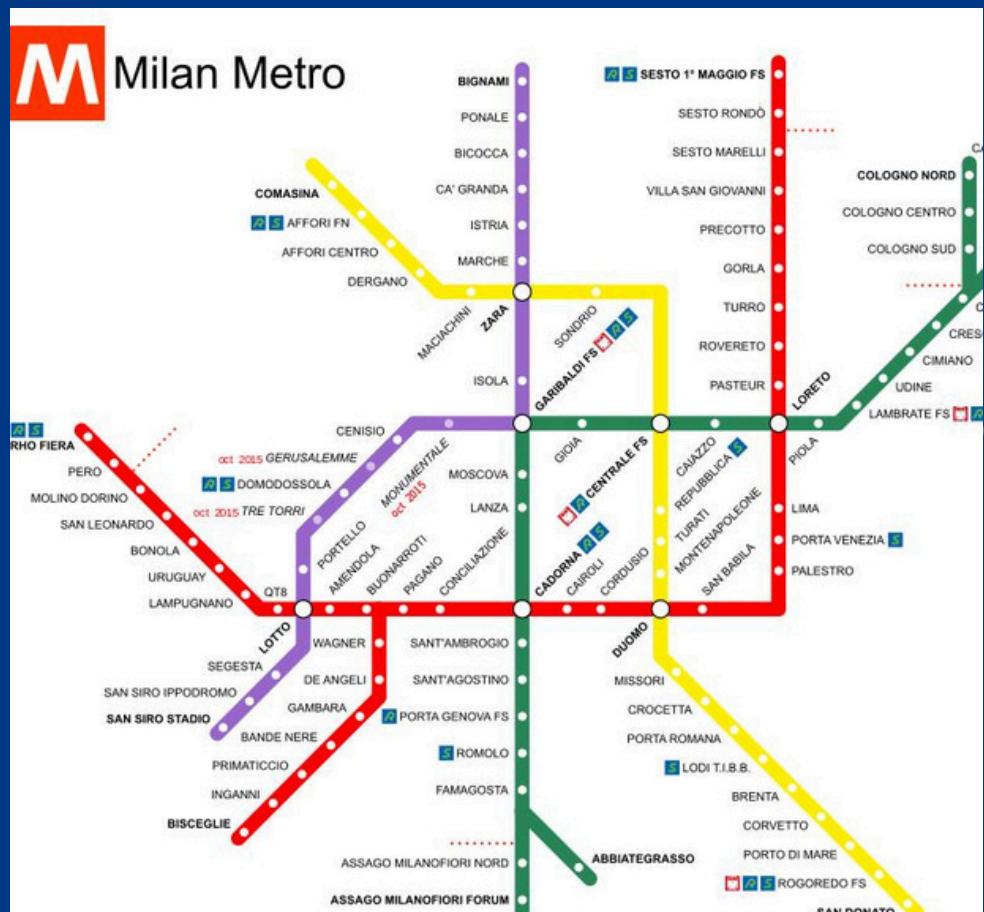 M
Milan Metro
BIGNAMI
PONALE
BICOCCA
CA' GRANDA
ISTRIA
MARCHE
R S SESTO 1° MAGGIO FS
SESTO RONDÒ
SESTO MARELLI
VILLA SAN GIOVANNI
PRECOTTO
GORLA
TURRO
ROVERETO
PASTEUR
COLOGNO NORD
COLOGNO CENTRO
COLOGNO SUD
CIMIANO
UDINE
LAMBRATE FS
COMASINA
R S AFFORI FN
AFFORI CENTRO
DERGANO
MACIACHINI
ZARA
SONDRIO
ISOLA
GARIBALDI FS R S
LORETO
R S
RHO FIERA
PERO
MOLINO DORINO
SAN LEONARDO
BONOLA
URUGUAY
LAMPUGNANO
QT8
LOTTO
CENISIO
oct 2015 GERUSALEMME
R S DOMODOSSOLA
oct 2015 TRE TORRI
MONUMENTALE
oct 2015
PORTELLO
AMENDOLA
BUONARROTI
PAGANO
CONCILIAZIONE
MOSCOVA
LANZA
GIOIA
R CENTRALE FS
CAIAZZO
REPUBBLICA S
TURATI
MONTENAPOLEONE
PIOLA
LIMA
PORTA VENEZIA S
PALESTRO
CADORNA R S
CAIROLI
CORDUSIO
SAN BABILA
DUOMO
SEGESTA
SAN SIRO IPPODROMO
SAN SIRO STADIO
WAGNER
DE ANGELI
GAMBARA
BANDE NERE
PRIMATICCIO
INGANNI
BISCEGLIE
SANT'AMBROGIO
SANT'AGOSTINO
R PORTA GENOVA FS
S ROMOLO
FAMAGOSTA
ASSAGO MILANOFIORI NORD
ASSAGO MILANOFIORI FORUM
ABBIATEGRASSO
MISSORI
CROCETTA
PORTA ROMANA
S LODI T.I.B.B.
BRENTA
CORVETTO
PORTO DI MARE
R S ROGOREDO FS
SAN DONATO